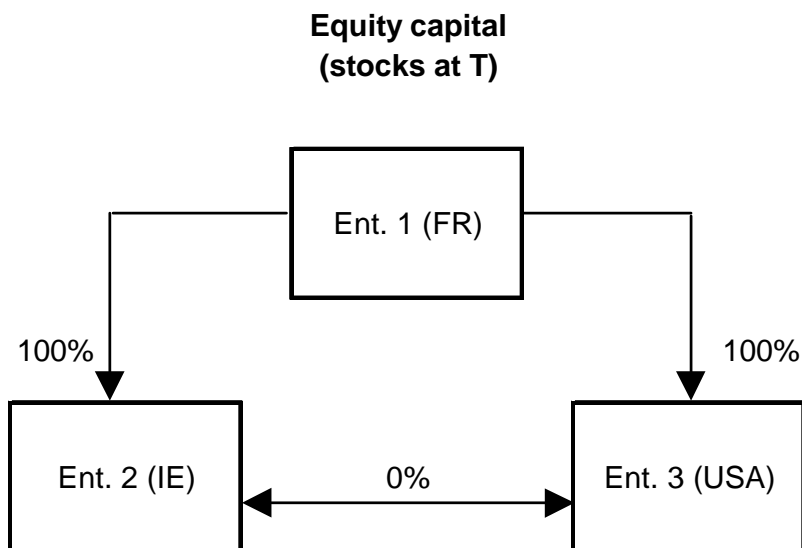 Equity capital
(stocks at T)
Ent. 1 (FR)
100%
100%
Ent. 2 (IE)
0%
Ent. 3 (USA)